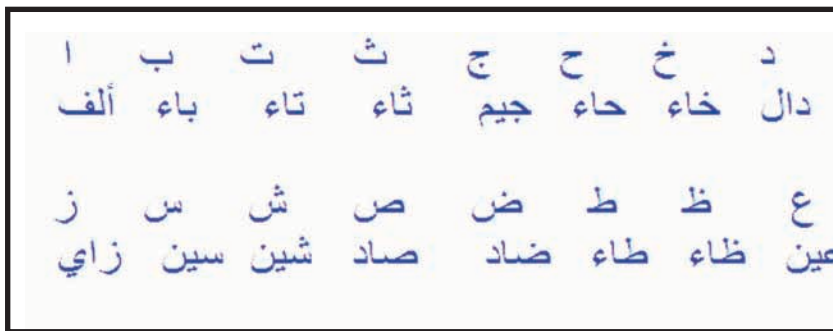 د خ ح ج ث ت ب ا
دال خاء حاء جيم ثاء تاء باء ألف
ع ظ ط ض ص ش س ز
عين ظاء طاء ضاد صاد شين سين زاي